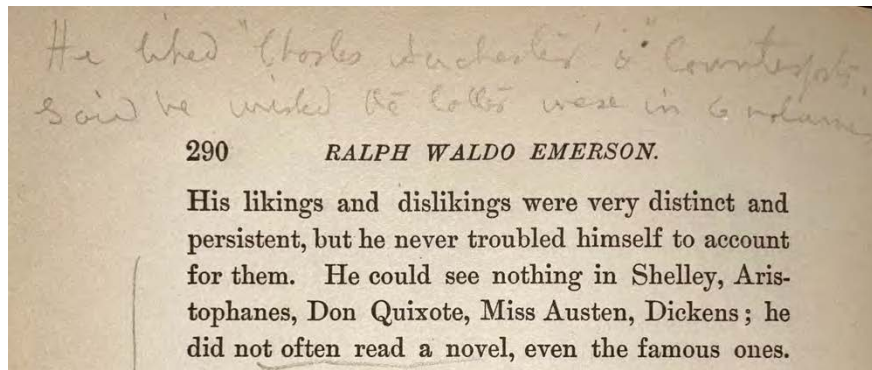 He liked "Charles Auchester" & "Counterparts,
Said he wished the latter were in 6 volumes
290 RALPH WALDO EMERSON.
His likings and dislikings were very distinct and
persistent, but he never troubled himself to account
for them. He could see nothing in Shelley, Aris-
tophanes, Don Quixote, Miss Austen, Dickens; he
did not often read a novel, even the famous ones.